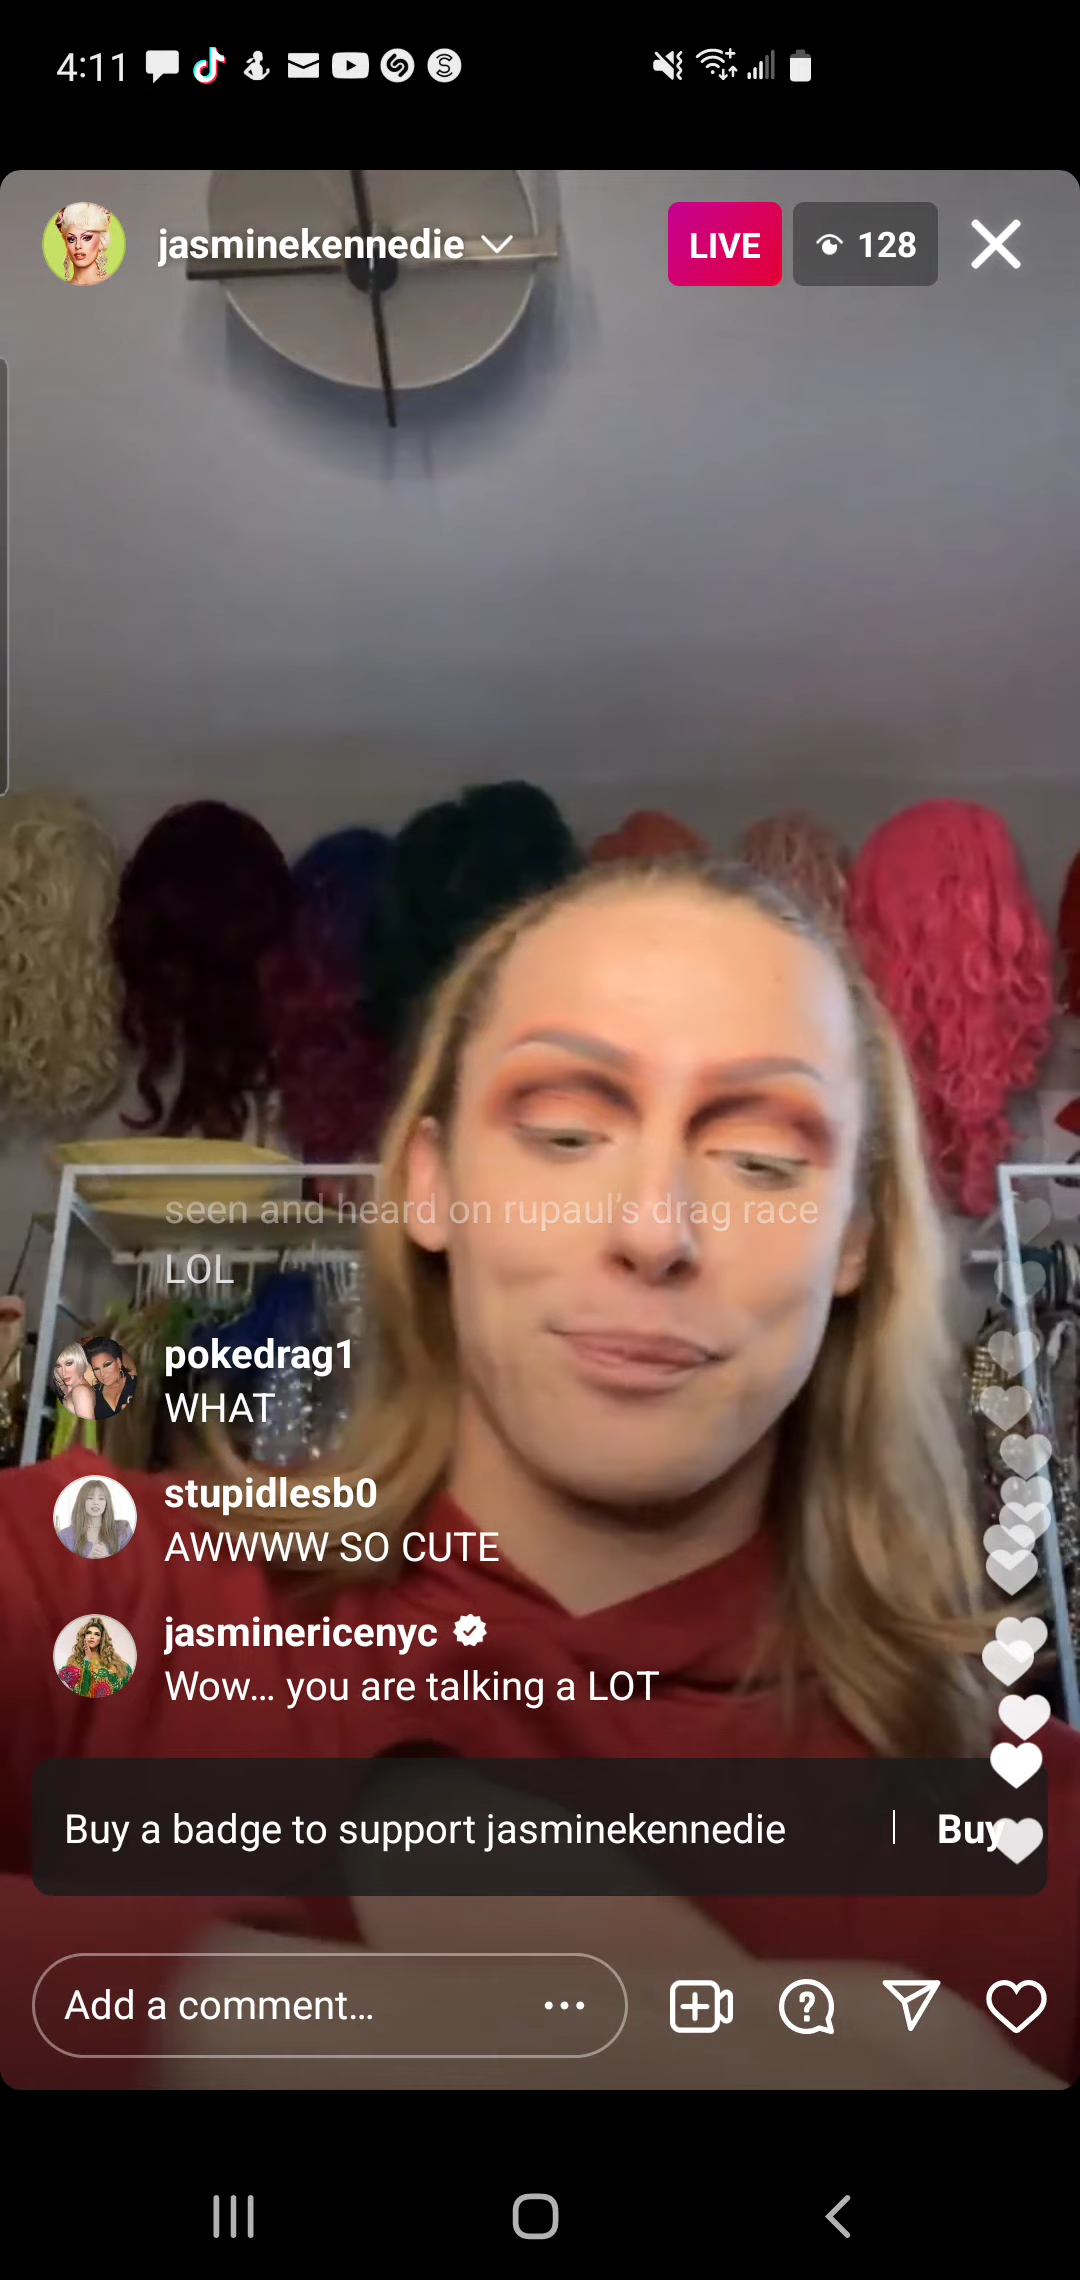 4:11
jasminekennedie
LIVE
128
seen and heard on rupaul's drag race
LOL
pokedrag1
WHAT
stupidlesb0
AWWWW SO CUTE
jasminericenyc
Wow... you are talking a LOT
Buy a badge to support jasminekennedie | Buy
Add a comment...